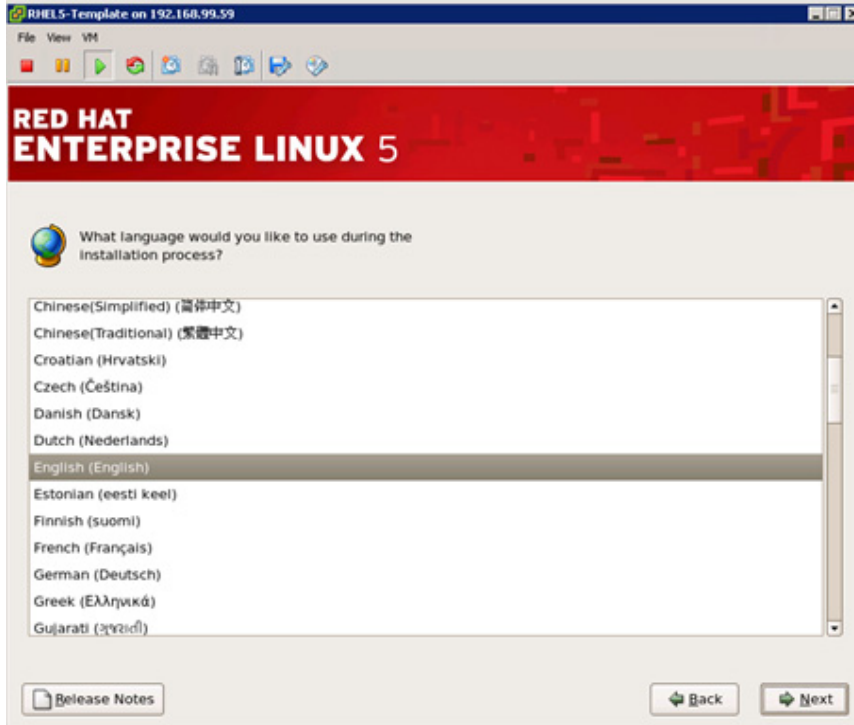 RHEL5-Template on 192.168.99.59
File View VM
RED HAT
ENTERPRISE LINUX 5
What language would you like to use during the
installation process?
Chinese(Simplified) (简体中文)
Chinese(Traditional) (繁體中文)
Croatian (Hrvatski)
Czech (Čeština)
Danish (Dansk)
Dutch (Nederlands)
English (English)
Estonian (eesti keel)
Finnish (suomi)
French (Français)
German (Deutsch)
Greek (Ελληνικά)
Gujarati (ગુજરાતી)
Release Notes
Back
Next